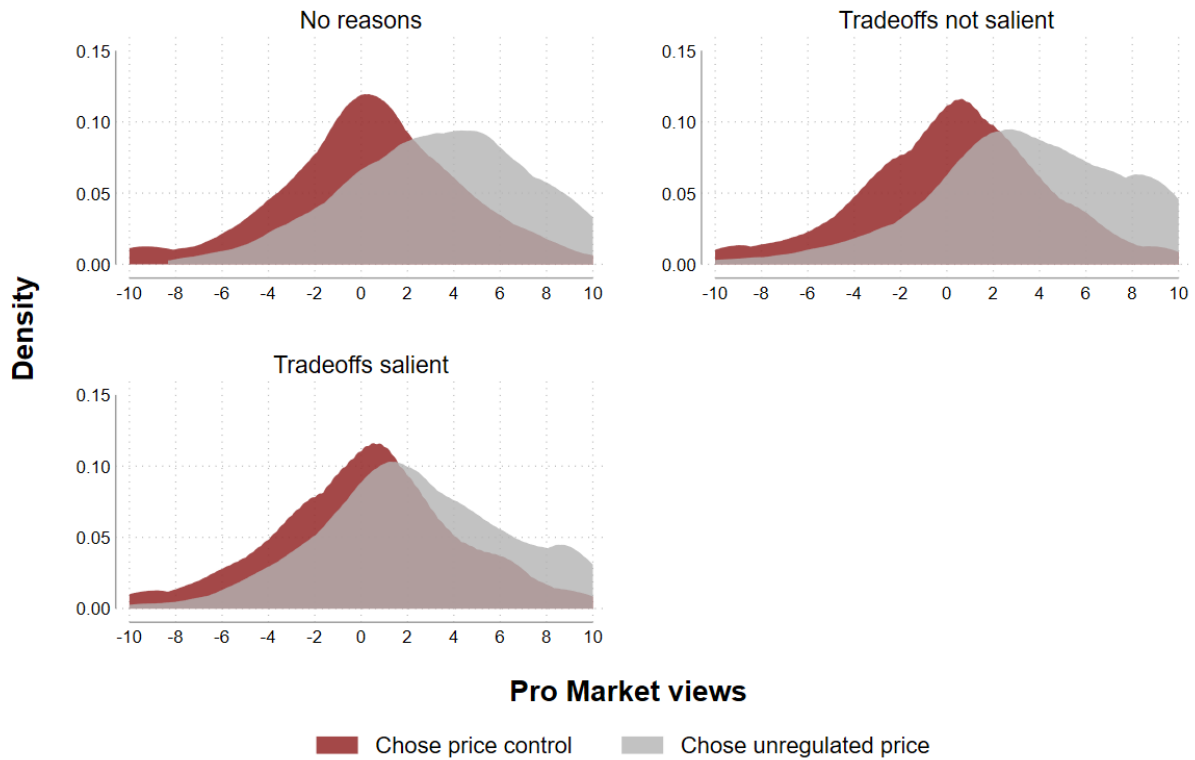 No reasons
Tradeoffs not salient
0.15
0.10
0.05
0.00
-10 -8 -6 -4 -2 0 2 4 6 8 10
0.15
0.10
0.05
0.00
-10 -8 -6 -4 -2 0 2 4 6 8 10
Density
Tradeoffs salient
0.15
0.10
0.05
0.00
-10 -8 -6 -4 -2 0 2 4 6 8 10
Pro Market views
Chose price control
Chose unregulated price